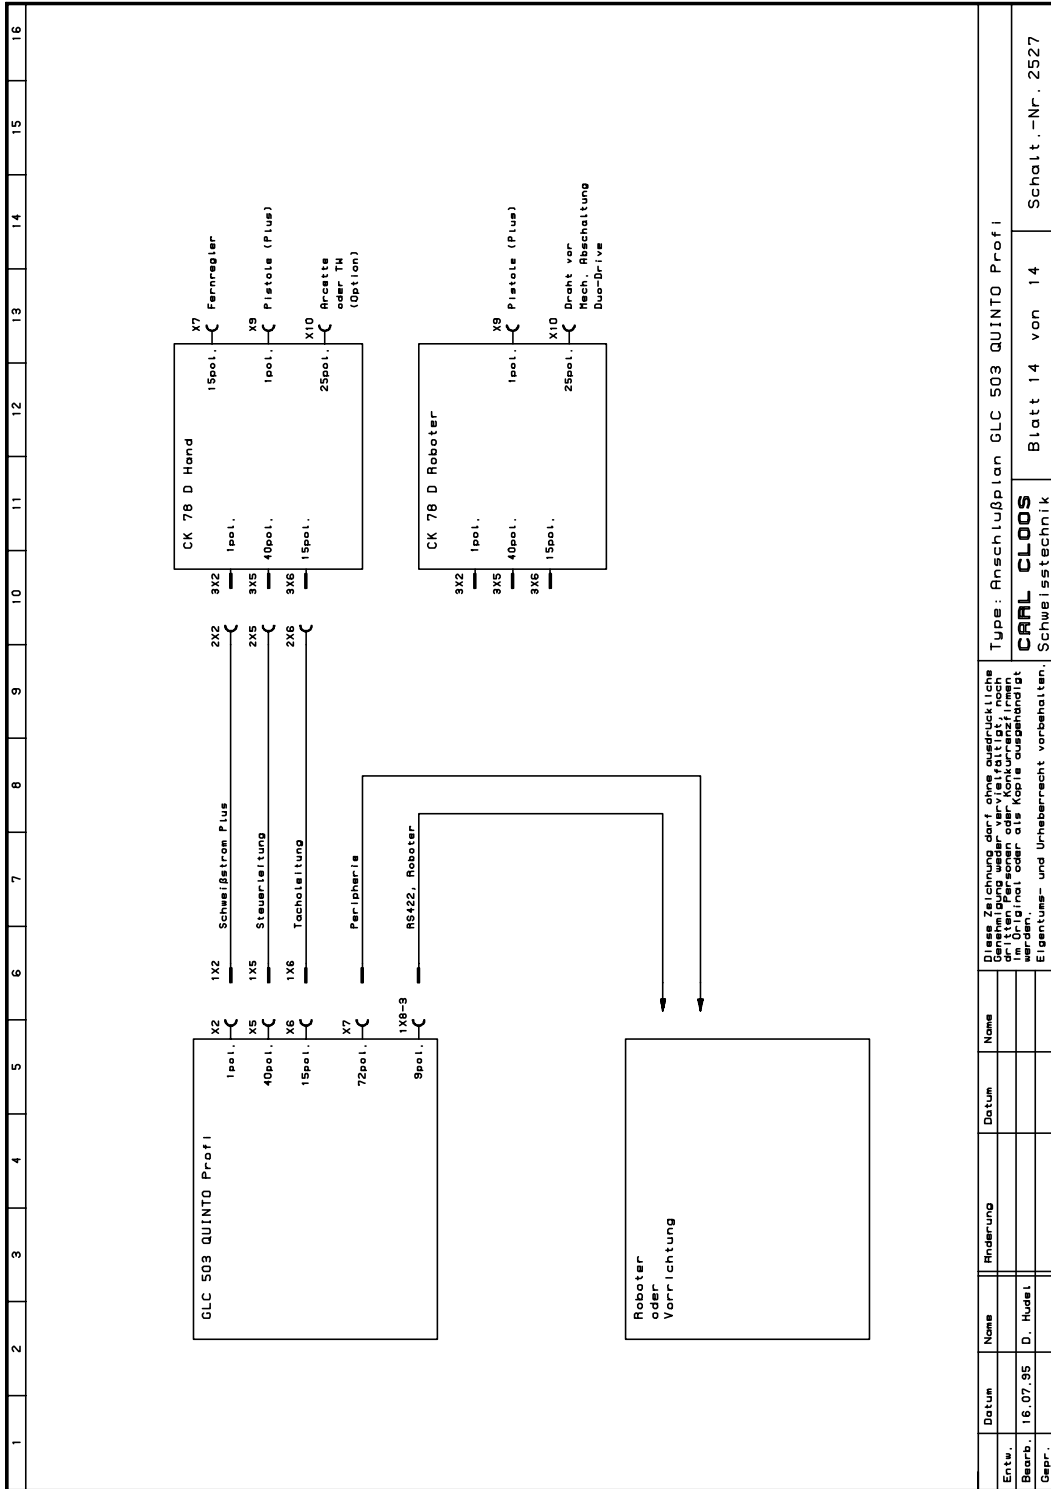 1
2
3
4
5
6
7
8
9
10
11
12
13
14
15
16
GLC 503 QUINTO Profi
1pol.
X2
40pol.
X5
15pol.
X6
72pol.
X7
9pol.
1X8-3
1X2
Schweißstrom Plus
2X2
1X5
Steuerleitung
2X5
1X6
Tacholeitung
2X6
Peripherie
RS422, Roboter
CK 78 D Hand
3X2
1pol.
3X5
40pol.
3X6
15pol.
15pol.
X7
Fernregler
1pol.
X9
Pistole (Plus)
25pol.
X10
Arcatte
oder TW
(Option)
CK 78 D Roboter
3X2
1pol.
3X5
40pol.
3X6
15pol.
1pol.
X9
Pistole (Plus)
25pol.
X10
Draht vor
Mech. Abschaltung
Duo-Drive
Roboter
oder
Vorrichtung
Datum
Name
Änderung
Datum
Name
Entw.
Bearb.
16.07.95
D. Hudel
Gepr.
Diese Zeichnung darf ohne ausdrückliche
Genehmigung weder vervielfältigt, noch
dritten Personen oder Konkurrenzfirmen
im Original oder als Kopie ausgehändigt
werden.
Eigentums- und Urheberrecht vorbehalten.
Type: Anschlußplan GLC 503 QUINTO Profi
CARL CLOOS
Schweisstechnik
Blatt 14 von 14
Schalt.-Nr. 2527